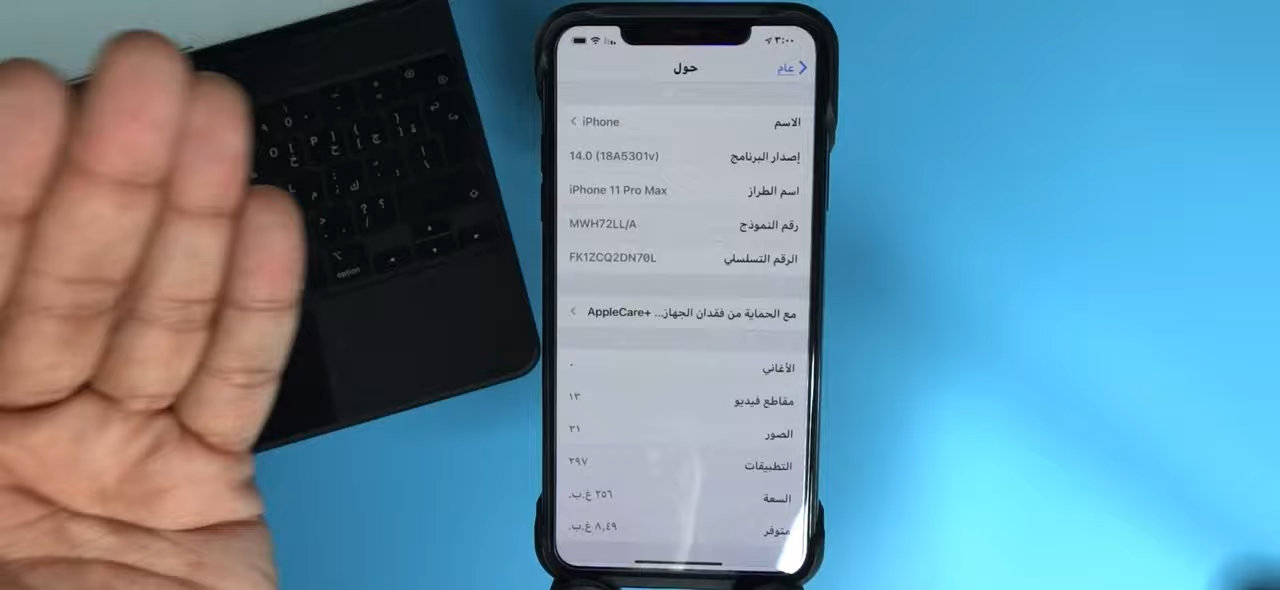 ٣:٠٠
عام
حول
الاسم iPhone
إصدار البرنامج 14.0 (18A5301v)
اسم الطراز iPhone 11 Pro Max
رقم النموذج MWH72LL/A
الرقم التسلسلي FK1ZCQ2DN70L
مع الحماية من فقدان الجهاز... AppleCare+
الأغاني ٠
مقاطع فيديو ١٣
الصور ٣١
التطبيقات ٢٩٧
السعة ٢٥٦ غ.ب.
متوفر ٨,٤٩ غ.ب.
option